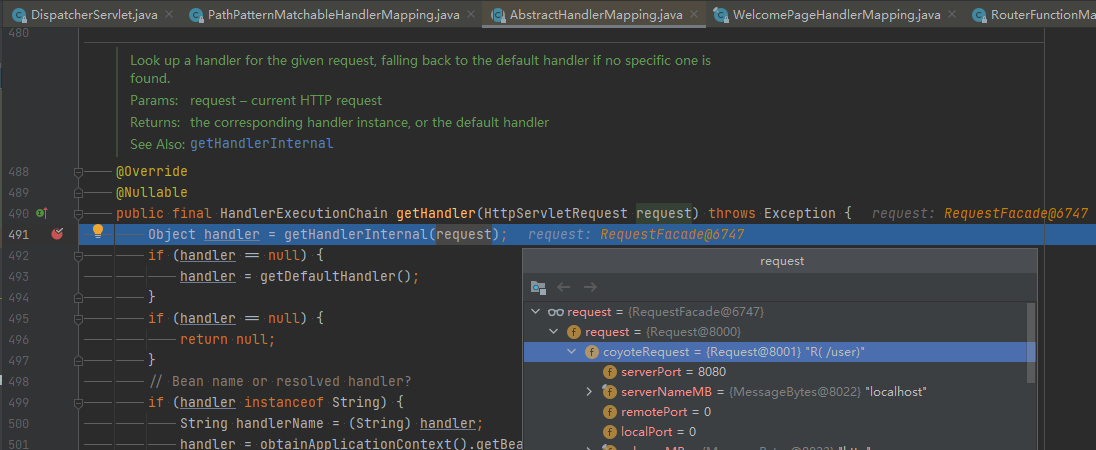 DispatcherServlet.java
PathPatternMatchableHandlerMapping.java
AbstractHandlerMapping.java
WelcomePageHandlerMapping.java
RouterFunctionMa
480
Look up a handler for the given request, falling back to the default handler if no specific one is
found.
Params: request – current HTTP request
Returns: the corresponding handler instance, or the default handler
See Also: getHandlerInternal
488 @Override
489 @Nullable
490 public final HandlerExecutionChain getHandler(HttpServletRequest request) throws Exception { request: RequestFacade@6747
491 Object handler = getHandlerInternal(request); request: RequestFacade@6747
492 if (handler == null) {
493 handler = getDefaultHandler();
494 }
495 if (handler == null) {
496 return null;
497 }
498 // Bean name or resolved handler?
499 if (handler instanceof String) {
500 String handlerName = (String) handler;
501 handler = obtainApplicationContext().getBea
request
request = {RequestFacade@6747}
request = {Request@8000}
coyoteRequest = {Request@8001} "R( /user)"
serverPort = 8080
serverNameMB = {MessageBytes@8022} "localhost"
remotePort = 0
localPort = 0